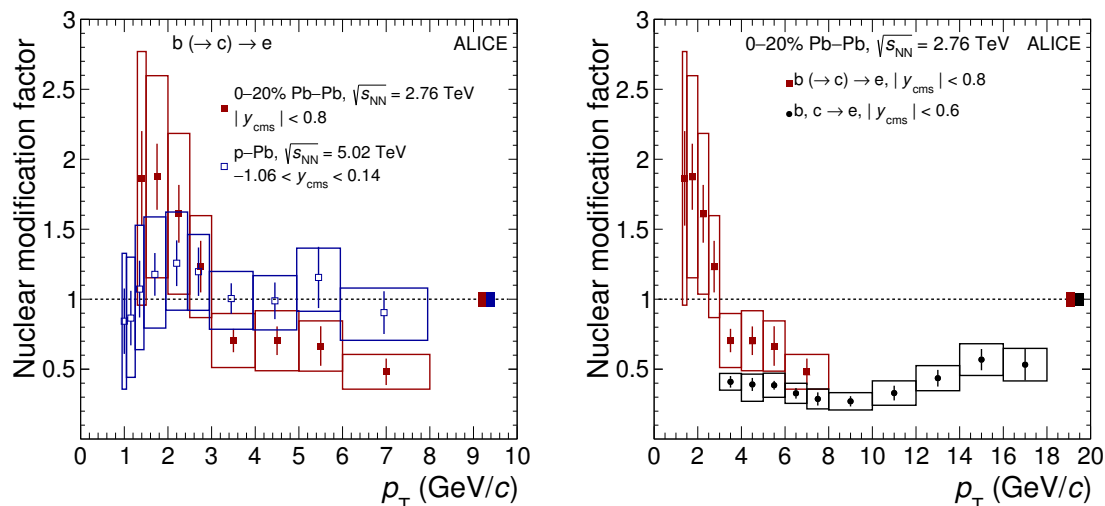 Nuclear modification factor
3
2.5
2
1.5
1
0.5
b (→ c) → e
ALICE
0–20% Pb–Pb, √sNN = 2.76 TeV
| ycms | < 0.8
p–Pb, √sNN = 5.02 TeV
−1.06 < ycms < 0.14
0 1 2 3 4 5 6 7 8 9 10
pT (GeV/c)
Nuclear modification factor
3
2.5
2
1.5
1
0.5
0–20% Pb–Pb, √sNN = 2.76 TeV
ALICE
b (→ c) → e, | ycms | < 0.8
b, c → e, | ycms | < 0.6
0 2 4 6 8 10 12 14 16 18 20
pT (GeV/c)